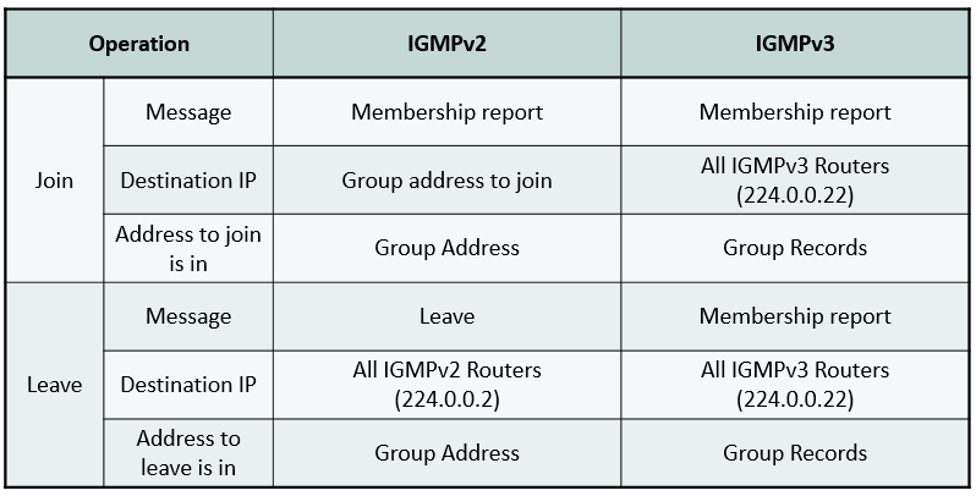 Operation IGMPv2 IGMPv3
Join
Message Membership report Membership report
Destination IP Group address to join All IGMPv3 Routers
(224.0.0.22)
Address to join
is in Group Address Group Records
Leave
Message Leave Membership report
Destination IP All IGMPv2 Routers
(224.0.0.2) All IGMPv3 Routers
(224.0.0.22)
Address to
leave is in Group Address Group Records